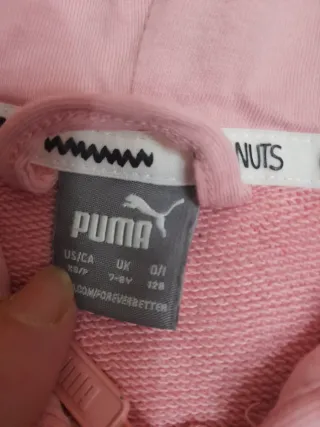 NUTS
PUMA
US/CA UK O/I
7-8Y 128
.COM/FOREVERBETTER